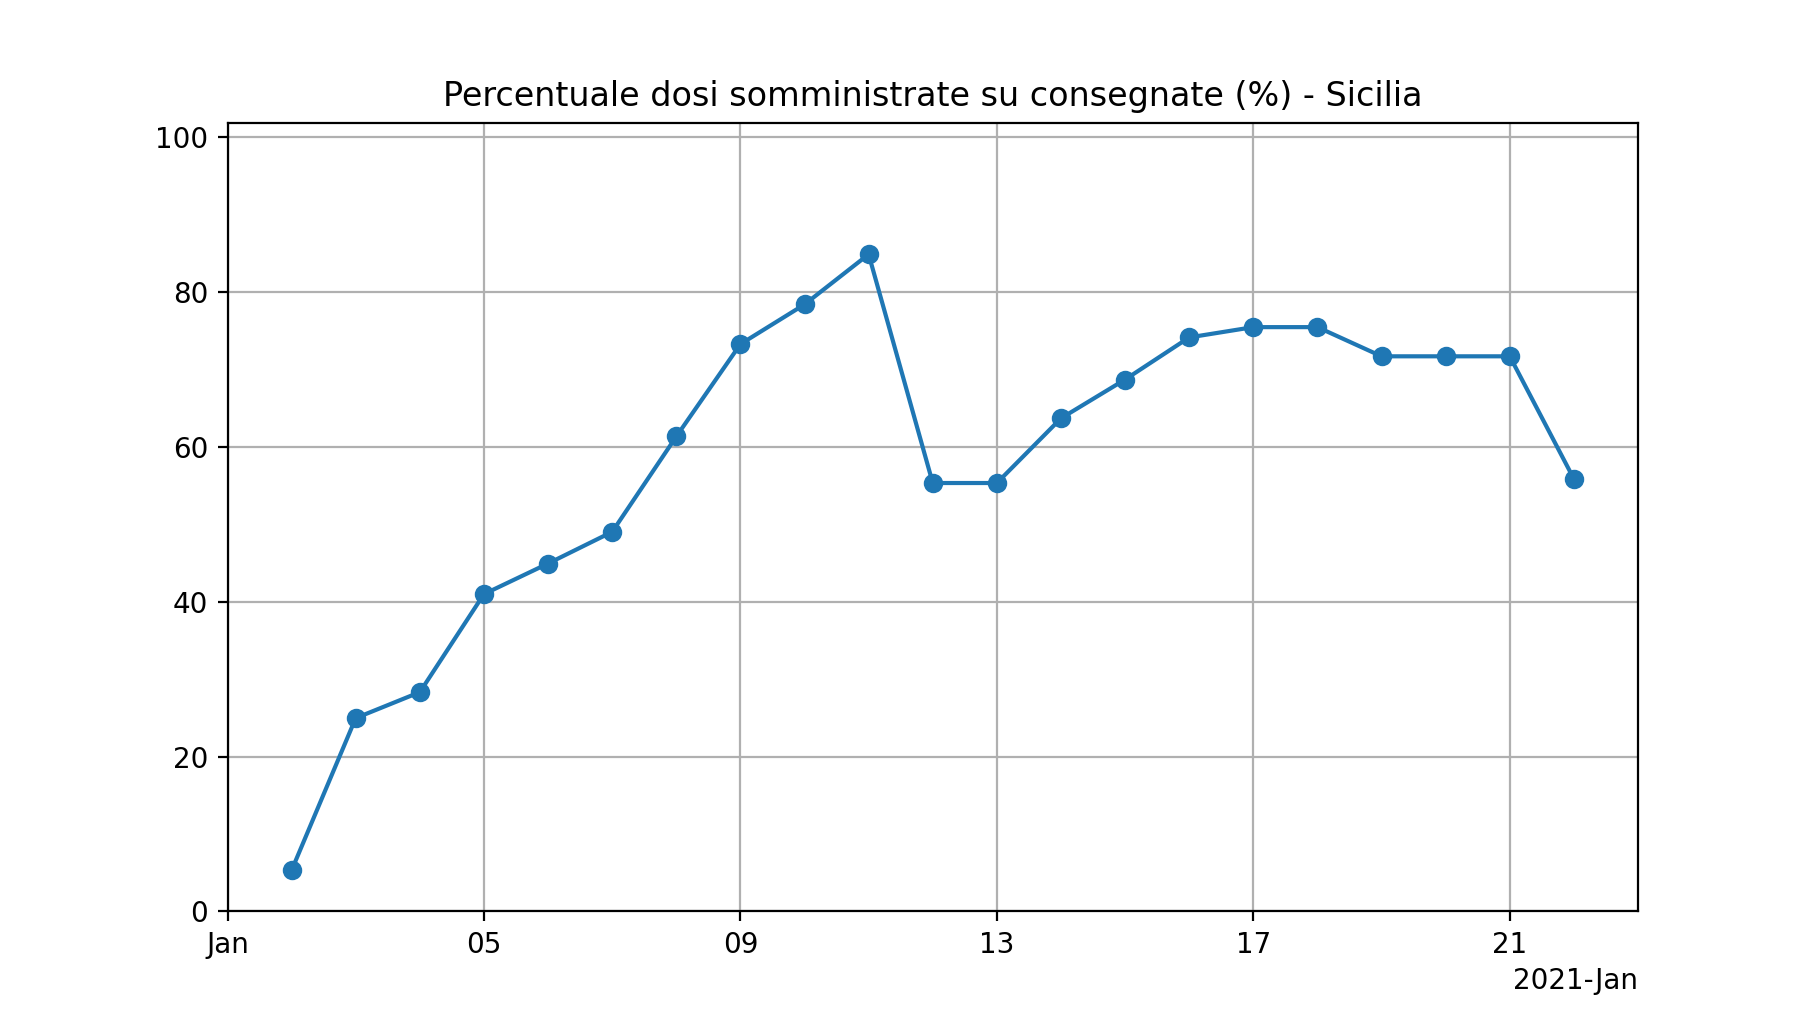 Percentuale dosi somministrate su consegnate (%) - Sicilia
100
80
60
40
20
0
Jan 05 09 13 17 21
2021-Jan